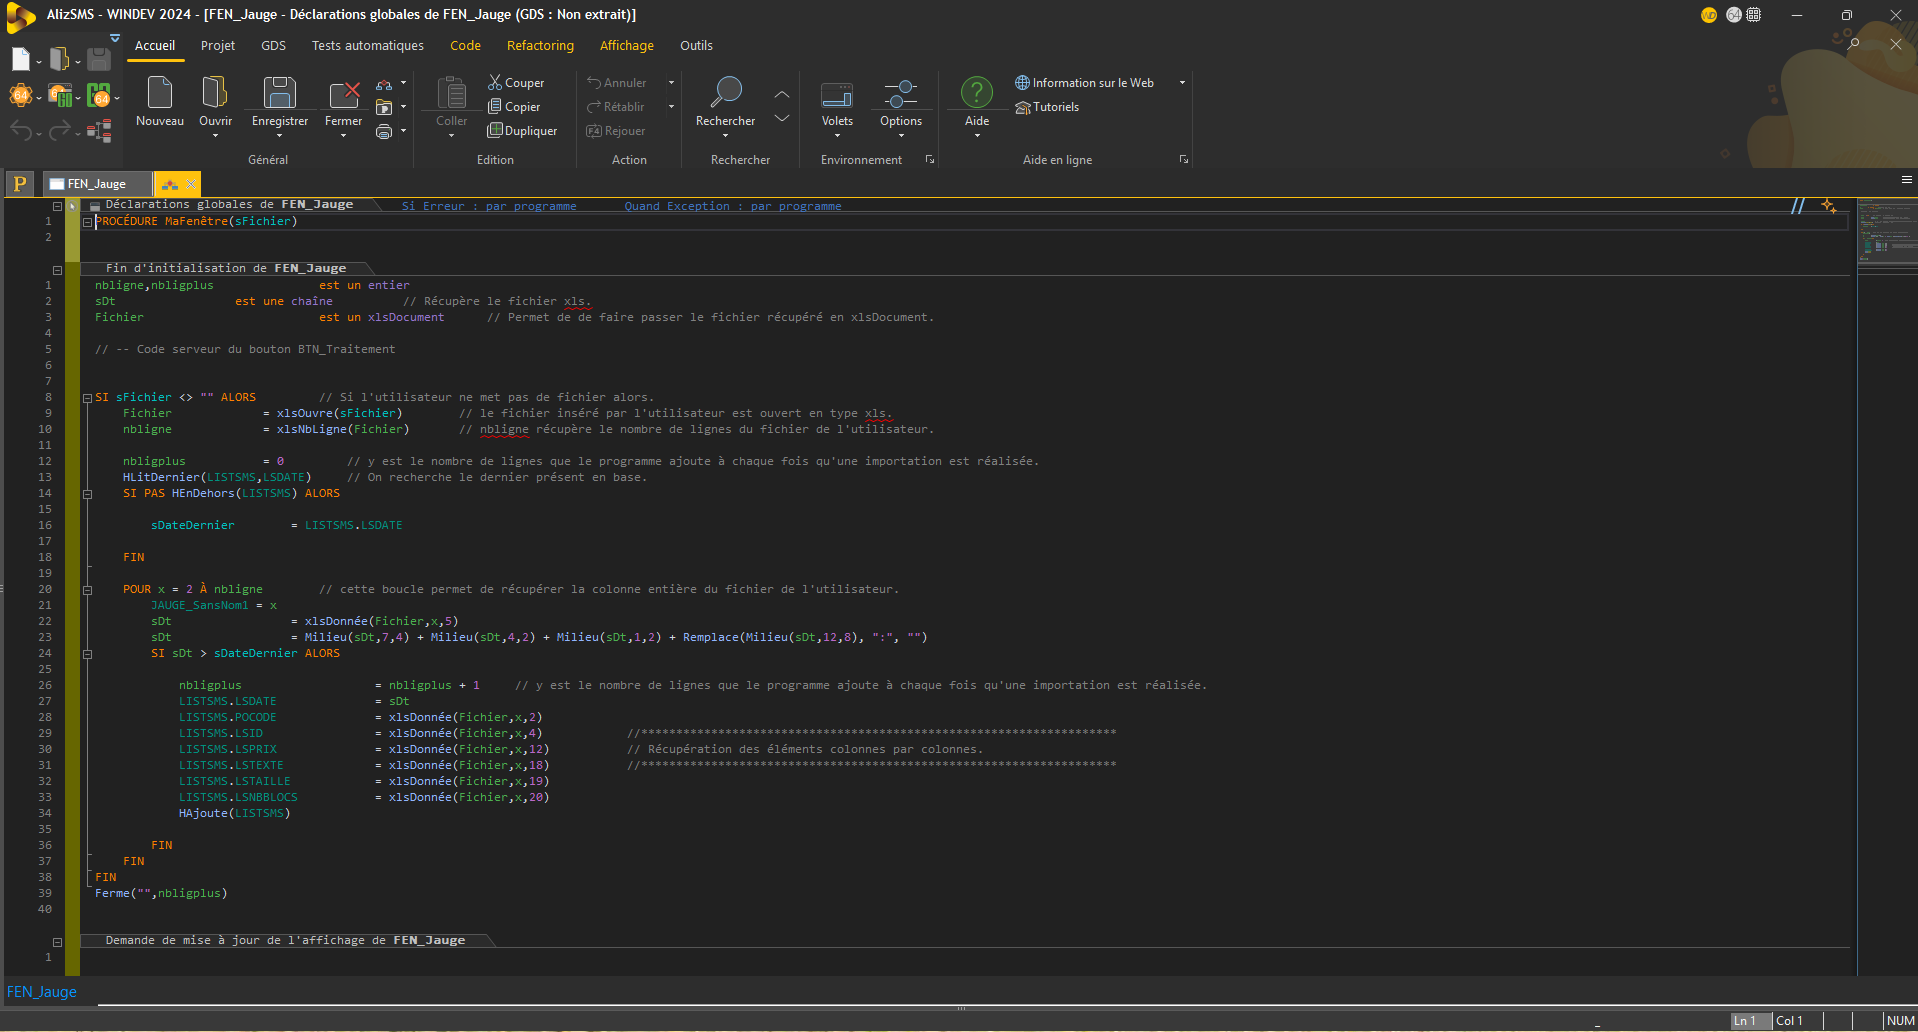 AlizSMS - WINDEV 2024 - [FEN_Jauge - Déclarations globales de FEN_Jauge (GDS : Non extrait)]
Accueil Projet GDS Tests automatiques Code Refactoring Affichage Outils
Nouveau Ouvrir Enregistrer Fermer
Général
Coller Couper Copier Dupliquer
Edition
Annuler Rétablir Rejouer
Action
Rechercher
Rechercher
Volets Options
Environnement
Aide Information sur le Web Tutoriels
Aide en ligne
FEN_Jauge
Déclarations globales de FEN_Jauge Si Erreur : par programme Quand Exception : par programme
1 PROCÉDURE MaFenêtre(sFichier)
2
Fin d'initialisation de FEN_Jauge
1 nbligne,nbligplus est un entier
2 sDt est une chaîne // Récupère le fichier xls.
3 Fichier est un xlsDocument // Permet de de faire passer le fichier récupéré en xlsDocument.
4
5 // -- Code serveur du bouton BTN_Traitement
6
7
8 SI sFichier <> "" ALORS // Si l'utilisateur ne met pas de fichier alors.
9 Fichier = xlsOuvre(sFichier) // le fichier inséré par l'utilisateur est ouvert en type xls.
10 nbligne = xlsNbLigne(Fichier) // nbligne récupère le nombre de lignes du fichier de l'utilisateur.
11
12 nbligplus = 0 // y est le nombre de lignes que le programme ajoute à chaque fois qu'une importation est réalisée.
13 HLitDernier(LISTSMS,LSDATE) // On recherche le dernier présent en base.
14 SI PAS HEnDehors(LISTSMS) ALORS
15
16 sDateDernier = LISTSMS.LSDATE
17
18 FIN
19
20 POUR x = 2 À nbligne // cette boucle permet de récupérer la colonne entière du fichier de l'utilisateur.
21 JAUGE_SansNom1 = x
22 sDt = xlsDonnée(Fichier,x,5)
23 sDt = Milieu(sDt,7,4) + Milieu(sDt,4,2) + Milieu(sDt,1,2) + Remplace(Milieu(sDt,12,8), ":", "")
24 SI sDt > sDateDernier ALORS
25
26 nbligplus = nbligplus + 1 // y est le nombre de lignes que le programme ajoute à chaque fois qu'une importation est réalisée.
27 LISTSMS.LSDATE = sDt
28 LISTSMS.POCODE = xlsDonnée(Fichier,x,2)
29 LISTSMS.LSID = xlsDonnée(Fichier,x,4) //********************************************************************
30 LISTSMS.LSPRIX = xlsDonnée(Fichier,x,12) // Récupération des éléments colonnes par colonnes.
31 LISTSMS.LSTEXTE = xlsDonnée(Fichier,x,18) //********************************************************************
32 LISTSMS.LSTAILLE = xlsDonnée(Fichier,x,19)
33 LISTSMS.LSNBBLOCS = xlsDonnée(Fichier,x,20)
34 HAjoute(LISTSMS)
35
36 FIN
37 FIN
38 FIN
39 Ferme("",nbligplus)
40
Demande de mise à jour de l'affichage de FEN_Jauge
1
FEN_Jauge
Ln 1 Col 1 NUM